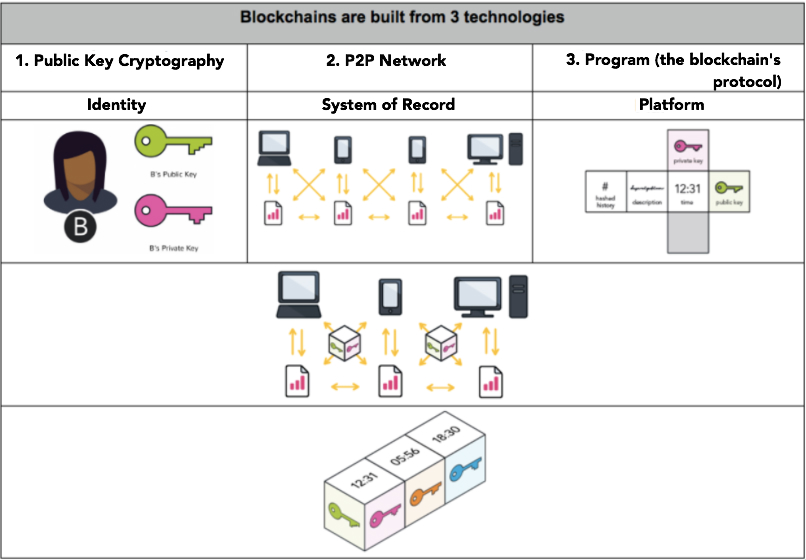 Blockchains are built from 3 technologies
1. Public Key Cryptography
2. P2P Network
3. Program (the blockchain's
protocol)
Identity
System of Record
Platform
B's Public Key
B
B's Private Key
private key
#
hashed
history
description
12:31
time
public key
12:31
05:56
18:30